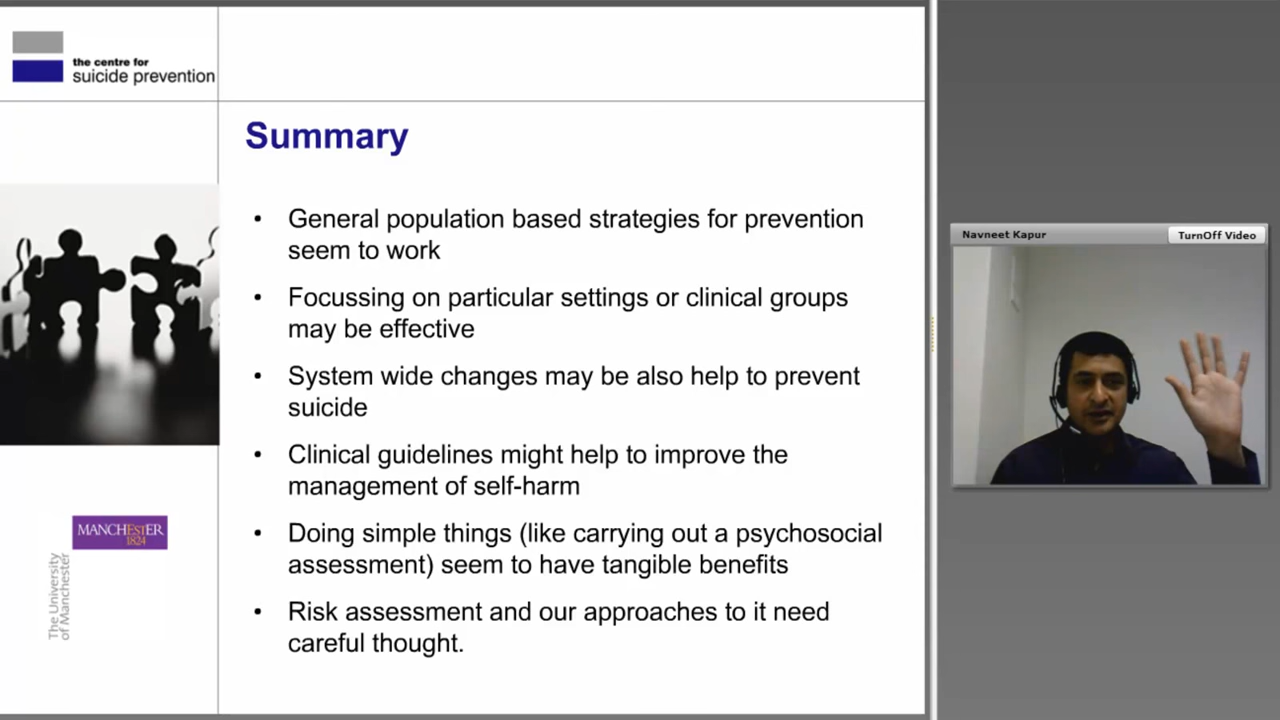 the centre for
suicide prevention
Summary
• General population based strategies for prevention
seem to work
• Focussing on particular settings or clinical groups
may be effective
• System wide changes may be also help to prevent
suicide
• Clinical guidelines might help to improve the
management of self-harm
• Doing simple things (like carrying out a psychosocial
assessment) seem to have tangible benefits
• Risk assessment and our approaches to it need
careful thought.
MANCHESTER
1824
The University
of Manchester
Navneet Kapur
TurnOff Video